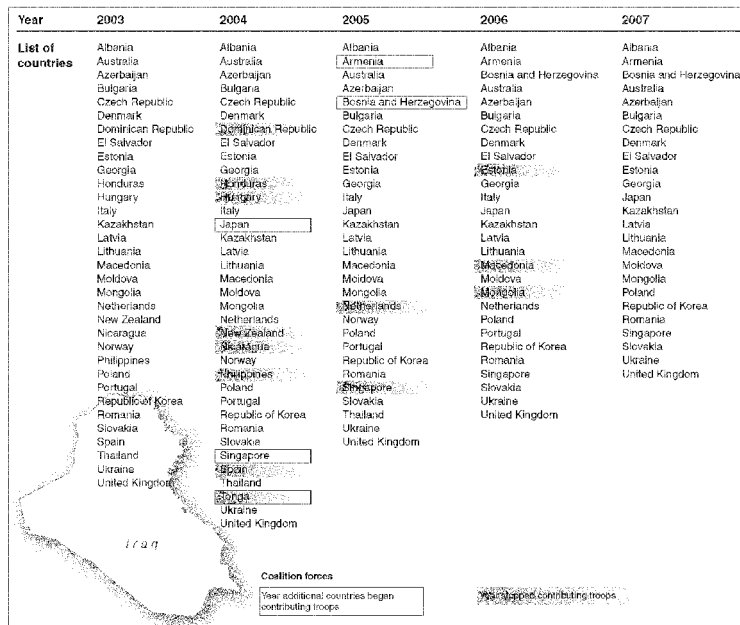 Year 2003 2004 2005 2006 2007
List of
countries
Albania
Australia
Azerbaijan
Bulgaria
Czech Republic
Denmark
Dominican Republic
El Salvador
Estonia
Georgia
Honduras
Hungary
Italy
Kazakhstan
Latvia
Lithuania
Macedonia
Moldova
Mongolia
Netherlands
New Zealand
Nicaragua
Norway
Philippines
Poland
Portugal
Republic of Korea
Romania
Slovakia
Spain
Thailand
Ukraine
United Kingdom
Albania
Australia
Azerbaijan
Bulgaria
Czech Republic
Denmark
Dominican Republic
El Salvador
Estonia
Georgia
Honduras
Hungary
Italy
Japan
Kazakhstan
Latvia
Lithuania
Macedonia
Moldova
Mongolia
Netherlands
New Zealand
Nicaragua
Norway
Philippines
Poland
Portugal
Republic of Korea
Romania
Slovakia
Singapore
Spain
Thailand
Tonga
Ukraine
United Kingdom
Albania
Armenia
Australia
Azerbaijan
Bosnia and Herzegovina
Bulgaria
Czech Republic
Denmark
El Salvador
Estonia
Georgia
Italy
Japan
Kazakhstan
Latvia
Lithuania
Macedonia
Moldova
Mongolia
Netherlands
Norway
Poland
Portugal
Republic of Korea
Romania
Singapore
Slovakia
Thailand
Ukraine
United Kingdom
Albania
Armenia
Bosnia and Herzegovina
Australia
Azerbaijan
Bulgaria
Czech Republic
Denmark
El Salvador
Estonia
Georgia
Italy
Japan
Kazakhstan
Latvia
Lithuania
Macedonia
Moldova
Mongolia
Netherlands
Poland
Portugal
Republic of Korea
Romania
Singapore
Slovakia
Ukraine
United Kingdom
Albania
Armenia
Bosnia and Herzegovina
Australia
Azerbaijan
Bulgaria
Czech Republic
Denmark
El Salvador
Estonia
Georgia
Japan
Kazakhstan
Latvia
Lithuania
Macedonia
Moldova
Mongolia
Poland
Republic of Korea
Romania
Singapore
Slovakia
Ukraine
United Kingdom
Iraq
Coalition forces
Year additional countries began
contributing troops
Year stopped contributing troops